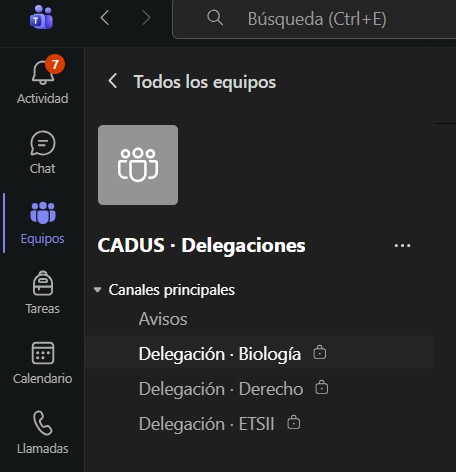 Búsqueda (Ctrl+E)
7
Actividad
Chat
Equipos
Tareas
Calendario
Llamadas
Todos los equipos
CADUS · Delegaciones
Canales principales
Avisos
Delegación · Biología
Delegación · Derecho
Delegación · ETSII